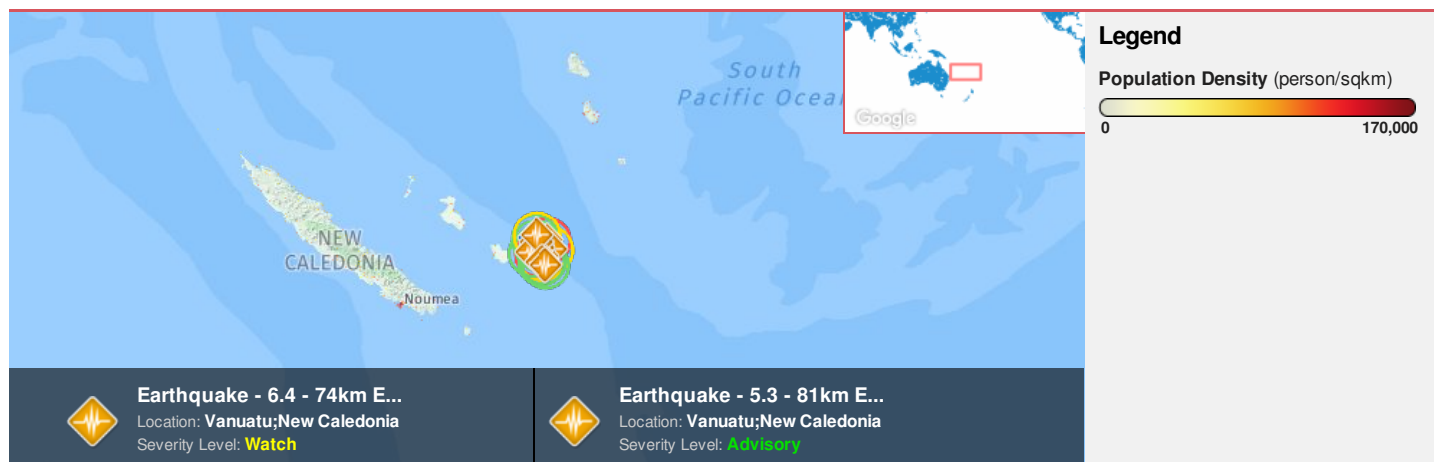 South
Pacific Ocea
Google
NEW
CALEDONIA
Noumea
Earthquake - 6.4 - 74km E...
Location: Vanuatu;New Caledonia
Severity Level: Watch
Earthquake - 5.3 - 81km E...
Location: Vanuatu;New Caledonia
Severity Level: Advisory
Legend
Population Density (person/sqkm)
0 170,000